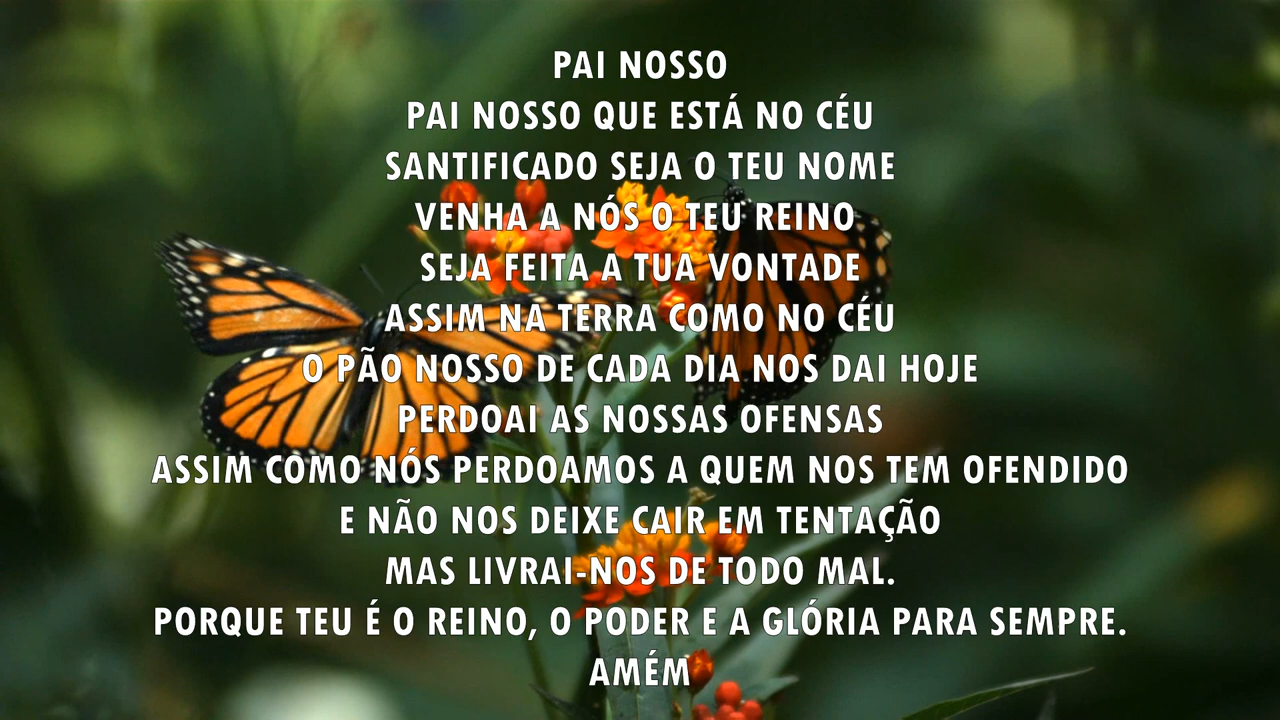 PAI NOSSO
PAI NOSSO QUE ESTÁ NO CÉU
SANTIFICADO SEJA O TEU NOME
VENHA A NÓS O TEU REINO
SEJA FEITA A TUA VONTADE
ASSIM NA TERRA COMO NO CÉU
O PÃO NOSSO DE CADA DIA NOS DAI HOJE
PERDOAI AS NOSSAS OFENSAS
ASSIM COMO NÓS PERDOAMOS A QUEM NOS TEM OFENDIDO
E NÃO NOS DEIXE CAIR EM TENTAÇÃO
MAS LIVRAI-NOS DE TODO MAL.
PORQUE TEU É O REINO, O PODER E A GLÓRIA PARA SEMPRE.
AMÉM